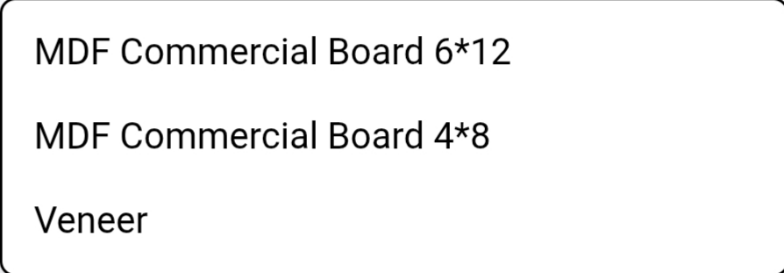 MDF Commercial Board 6*12
MDF Commercial Board 4*8
Veneer